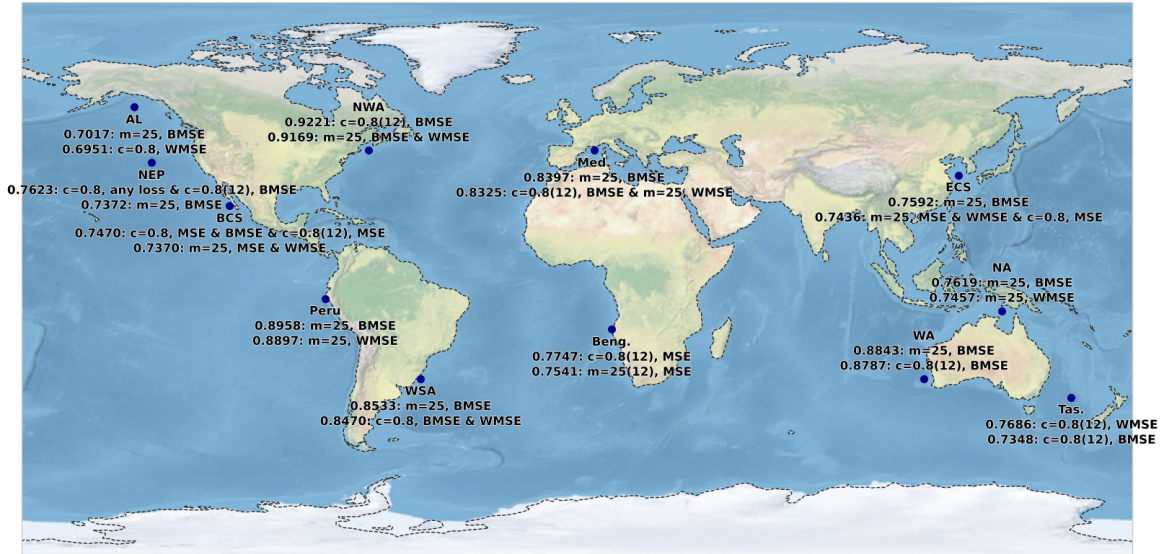 AL
0.7017: m=25, BMSE
0.6951: c=0.8, WMSE
NEP
0.7623: c=0.8, any loss & c=0.8(12), BMSE
0.7372: m=25, BMSE
BCS
0.7470: c=0.8, MSE & BMSE & c=0.8(12), MSE
0.7370: m=25, MSE & WMSE
NWA
0.9221: c=0.8(12), BMSE
0.9169: m=25, BMSE & WMSE
Peru
0.8958: m=25, BMSE
0.8897: m=25, WMSE
WSA
0.8533: m=25, BMSE
0.8470: c=0.8, BMSE & WMSE
Med.
0.8397: m=25, BMSE
0.8325: c=0.8(12), BMSE & m=25, WMSE
Beng.
0.7747: c=0.8(12), MSE
0.7541: m=25(12), MSE
ECS
0.7592: m=25, BMSE
0.7436: m=25, MSE & WMSE & c=0.8, MSE
NA
0.7619: m=25, BMSE
0.7457: m=25, WMSE
WA
0.8843: m=25, BMSE
0.8787: c=0.8(12), BMSE
Tas.
0.7686: c=0.8(12), WMSE
0.7348: c=0.8(12), BMSE